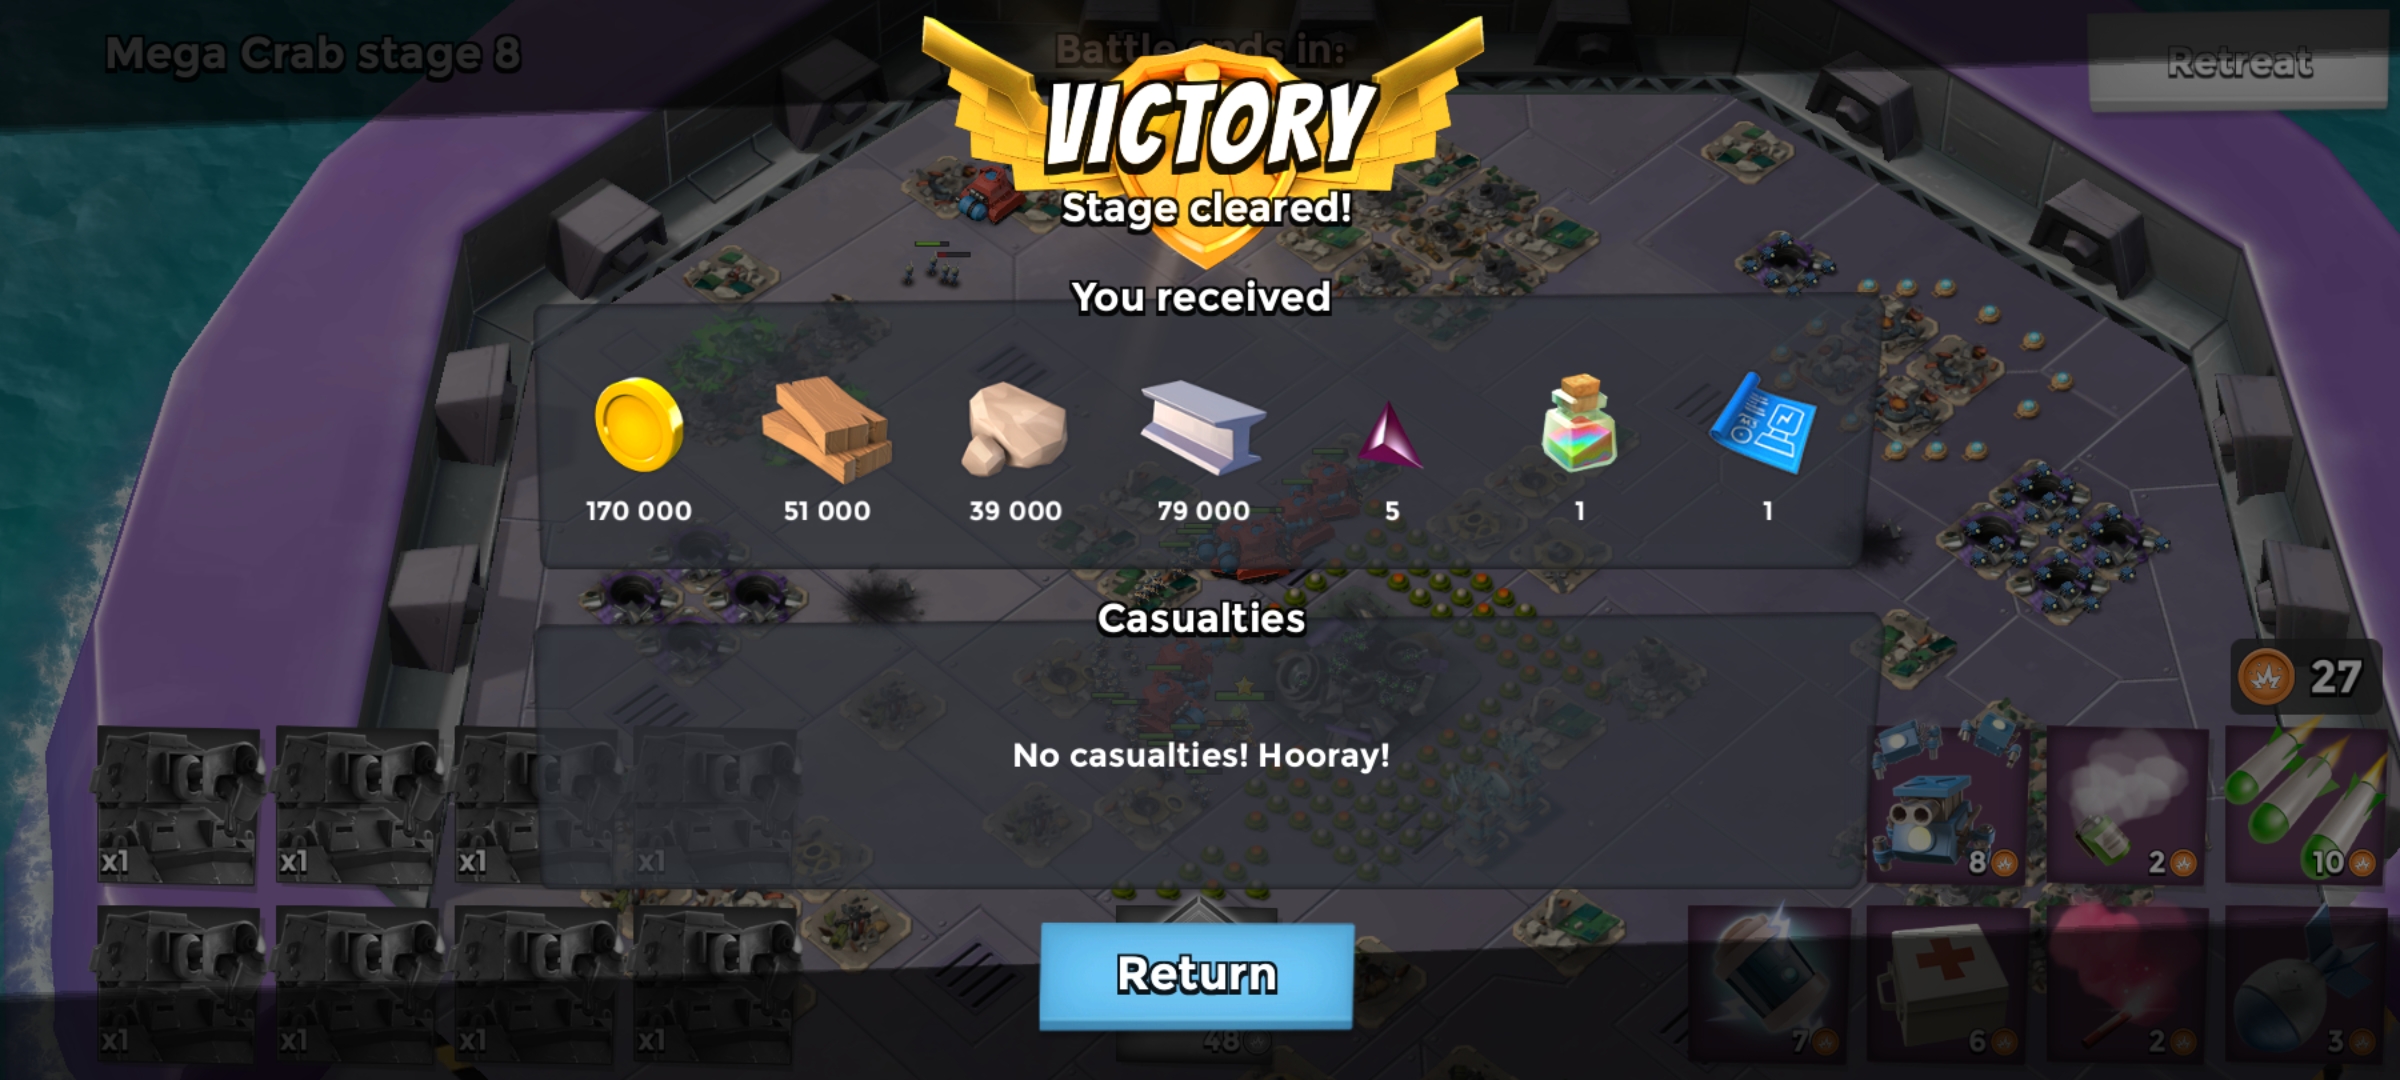 Mega Crab stage 8
Battle ends in:
Retreat
VICTORY
Stage cleared!
You received
170 000
51 000
39 000
79 000
5
1
1
Casualties
No casualties! Hooray!
27
x1
x1
x1
x1
8
2
10
x1
x1
x1
x1
Return
48
7
6
2
3